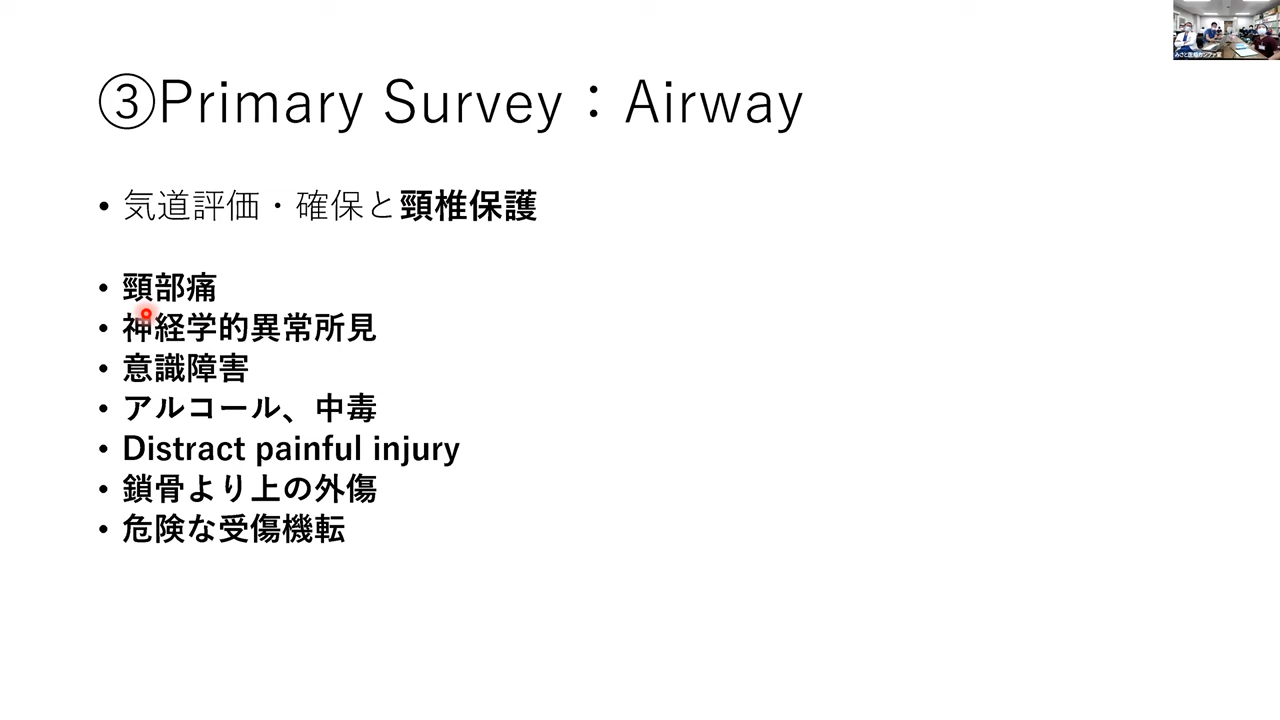 ③Primary Survey：Airway
• 気道評価・確保と頸椎保護
• 頸部痛
• 神経学的異常所見
• 意識障害
• アルコール、中毒
• Distract painful injury
• 鎖骨より上の外傷
• 危険な受傷機転